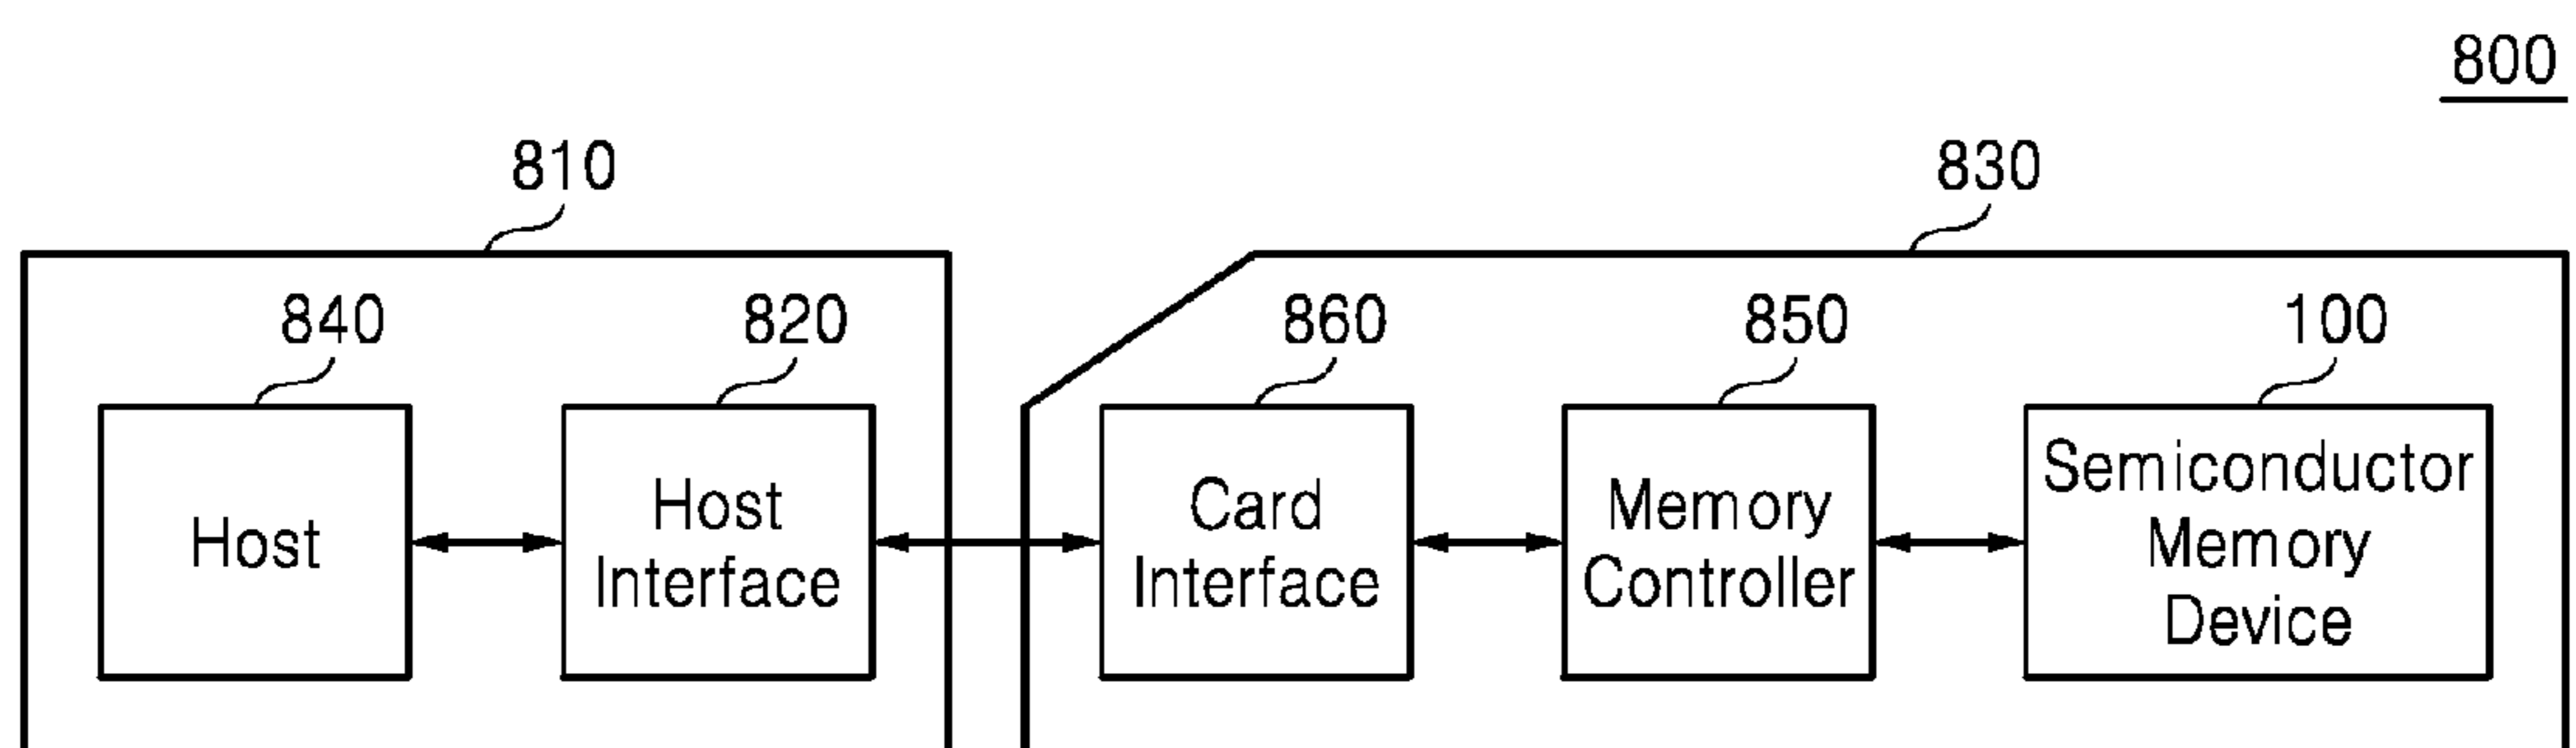 800
810
830
840
820
860
850
100
Host
Host
Interface
Card
Interface
Memory
Controller
Semiconductor
Memory
Device